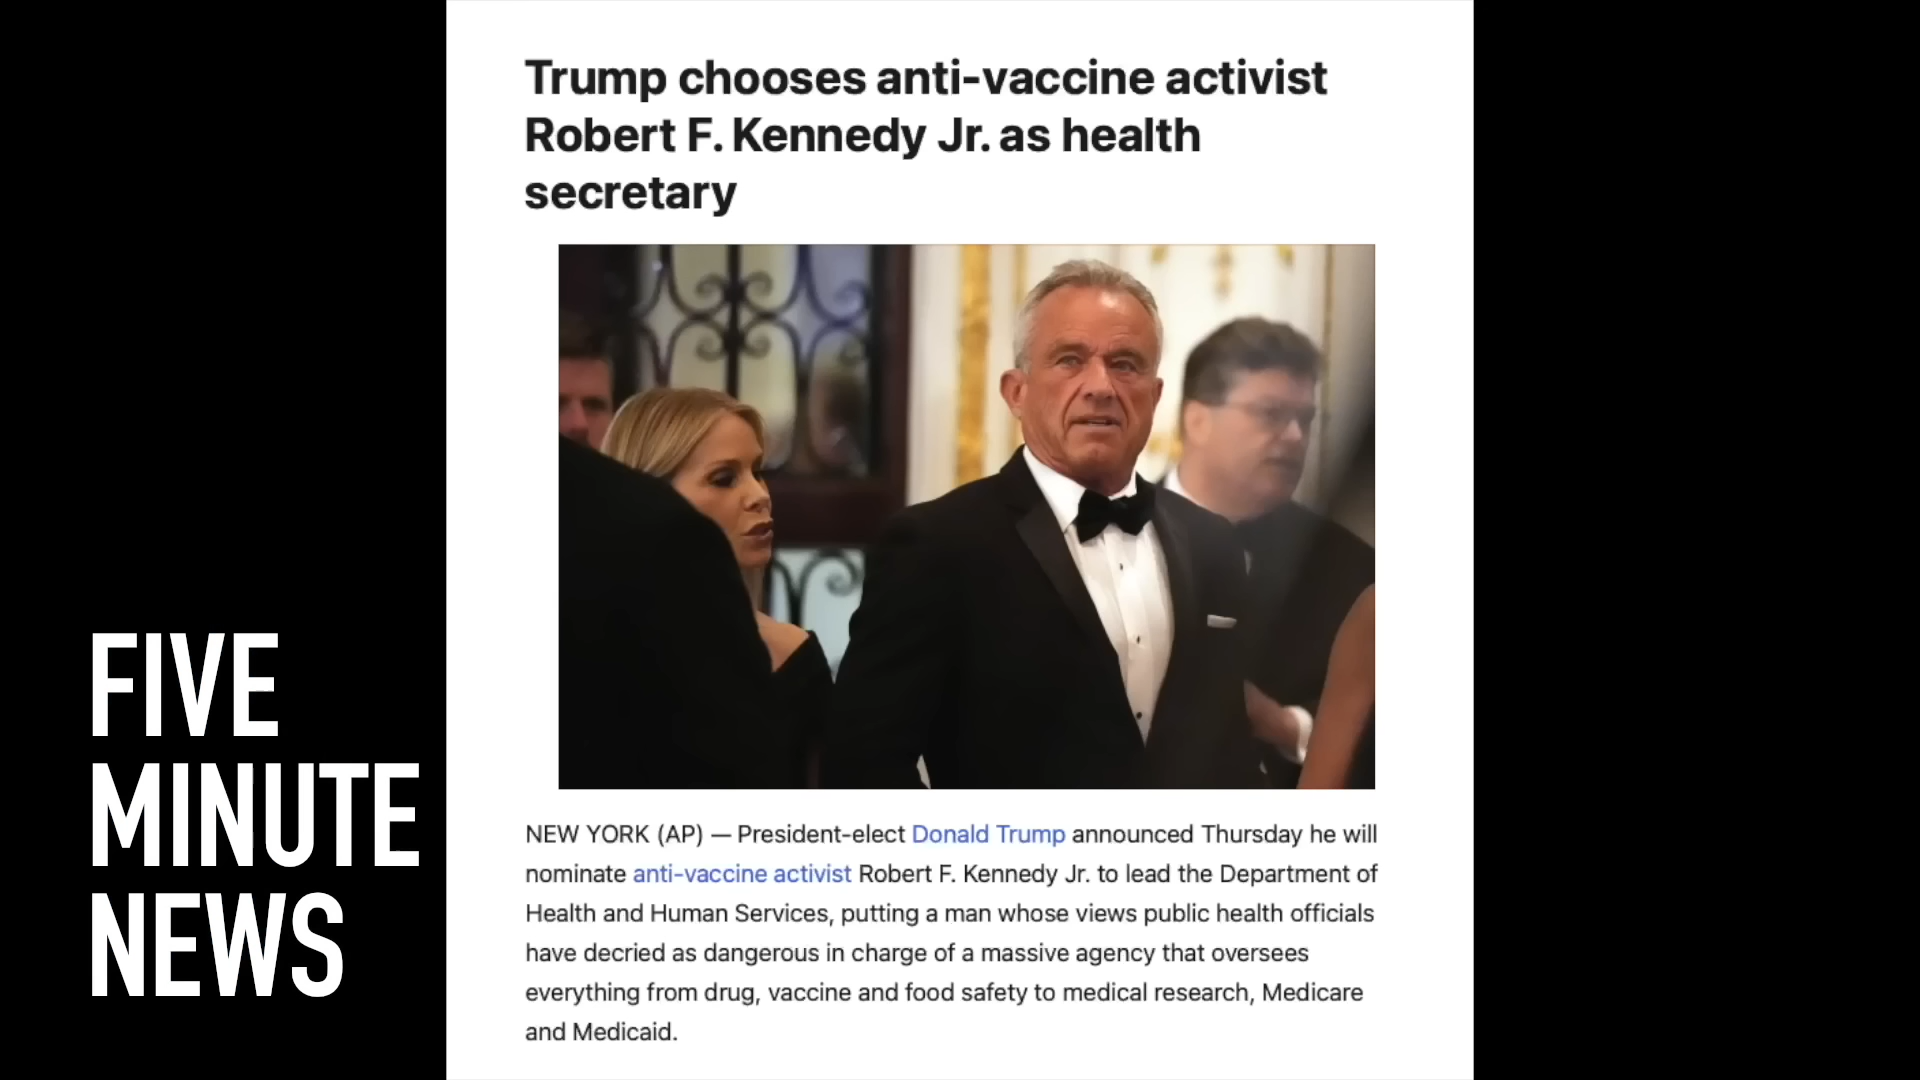 Trump chooses anti-vaccine activist
Robert F. Kennedy Jr. as health
secretary
FIVE
MINUTE
NEWS
NEW YORK (AP) — President-elect Donald Trump announced Thursday he will
nominate anti-vaccine activist Robert F. Kennedy Jr. to lead the Department of
Health and Human Services, putting a man whose views public health officials
have decried as dangerous in charge of a massive agency that oversees
everything from drug, vaccine and food safety to medical research, Medicare
and Medicaid.